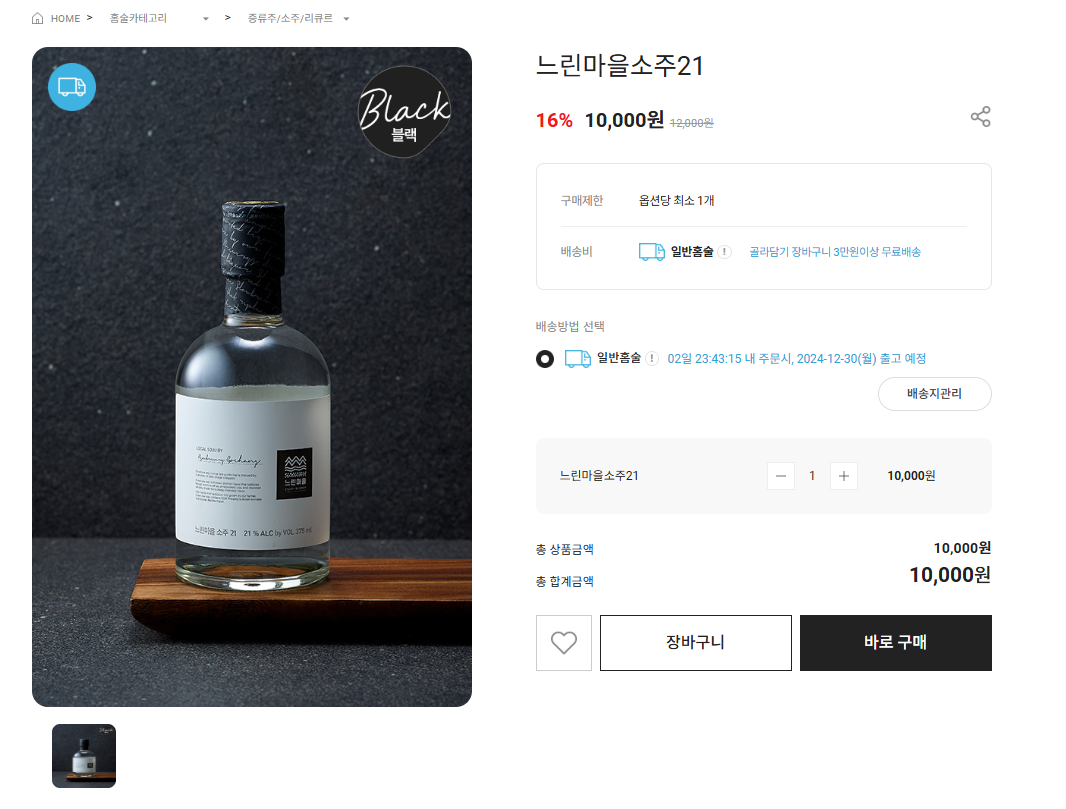 HOME > 홈술카테고리 > 증류주/소주/리큐르
Black
블랙
느린마을
느린마을 소주 21 21 % ALC by VOL 375 ml
느린마을소주21
16% 10,000원 12,000원
구매제한 옵션당 최소 1개
배송비 일반홈술 ! 골라담기 장바구니 3만원이상 무료배송
배송방법 선택
일반홈술 ! 02일 23:43:15 내 주문시, 2024-12-30(월) 출고 예정
배송지관리
느린마을소주21 − 1 + 10,000원
총 상품금액 10,000원
총 합계금액 10,000원
장바구니 바로 구매